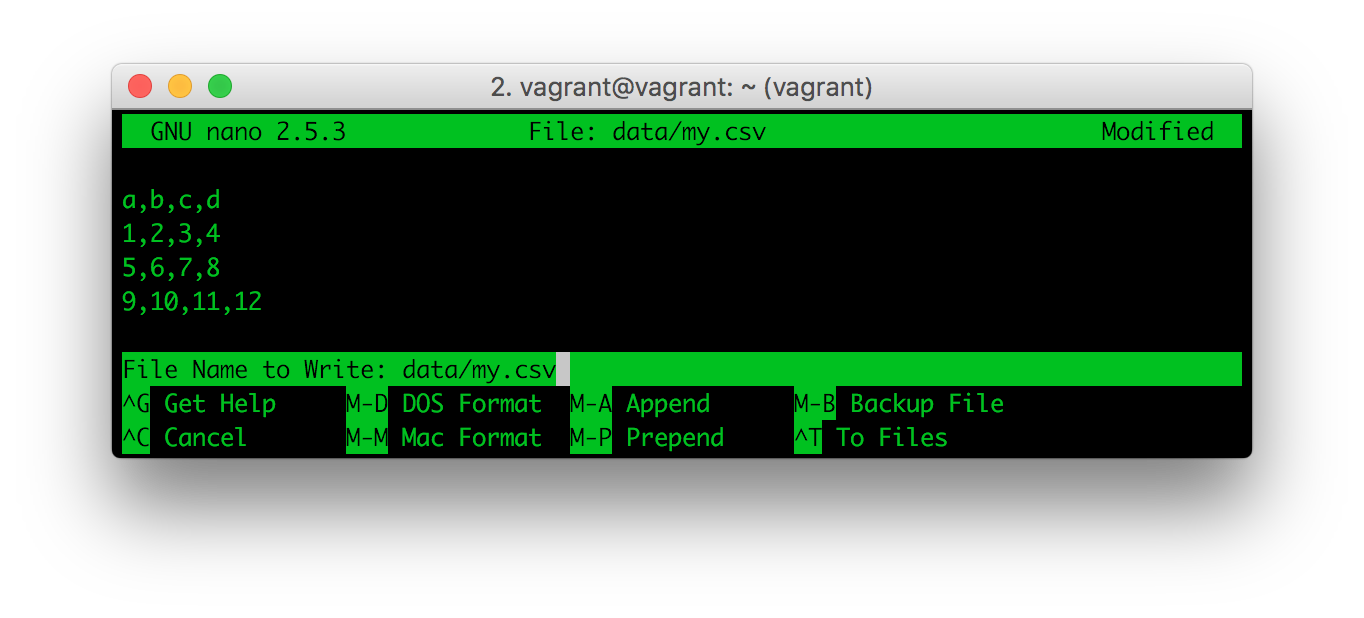 2. vagrant@vagrant: ~ (vagrant)
GNU nano 2.5.3 File: data/my.csv Modified
a,b,c,d
1,2,3,4
5,6,7,8
9,10,11,12
File Name to Write: data/my.csv
^G Get Help M-D DOS Format M-A Append M-B Backup File
^C Cancel M-M Mac Format M-P Prepend ^T To Files